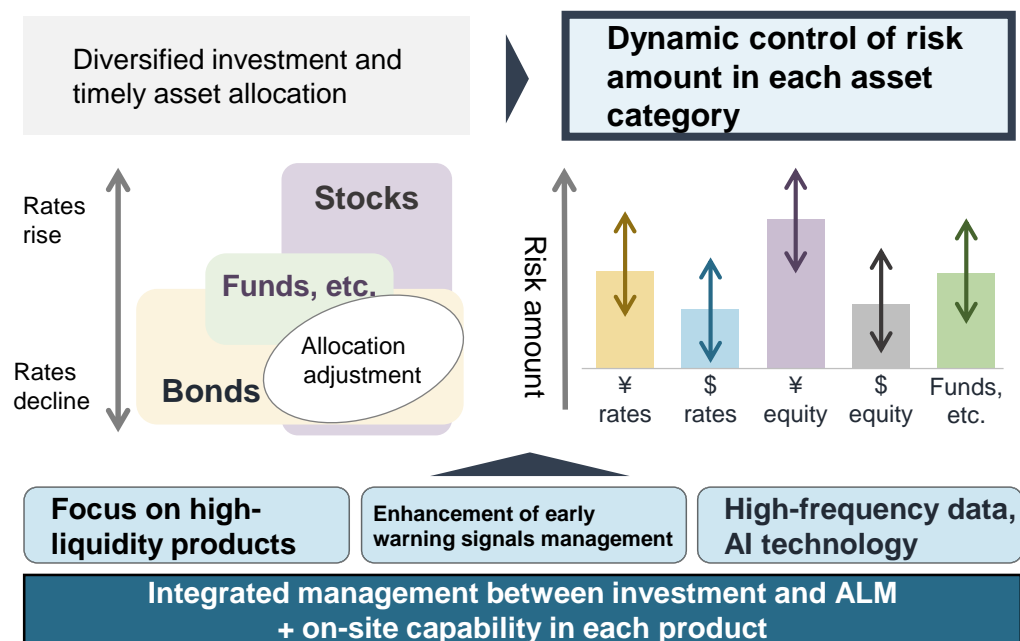 Diversified investment and
timely asset allocation
Dynamic control of risk
amount in each asset
category
Rates
rise
Rates
decline
Stocks
Funds, etc.
Bonds
Allocation
adjustment
Risk amount
¥
rates
$
rates
¥
equity
$
equity
Funds,
etc.
Focus on high-
liquidity products
Enhancement of early
warning signals management
High-frequency data,
AI technology
Integrated management between investment and ALM
+ on-site capability in each product